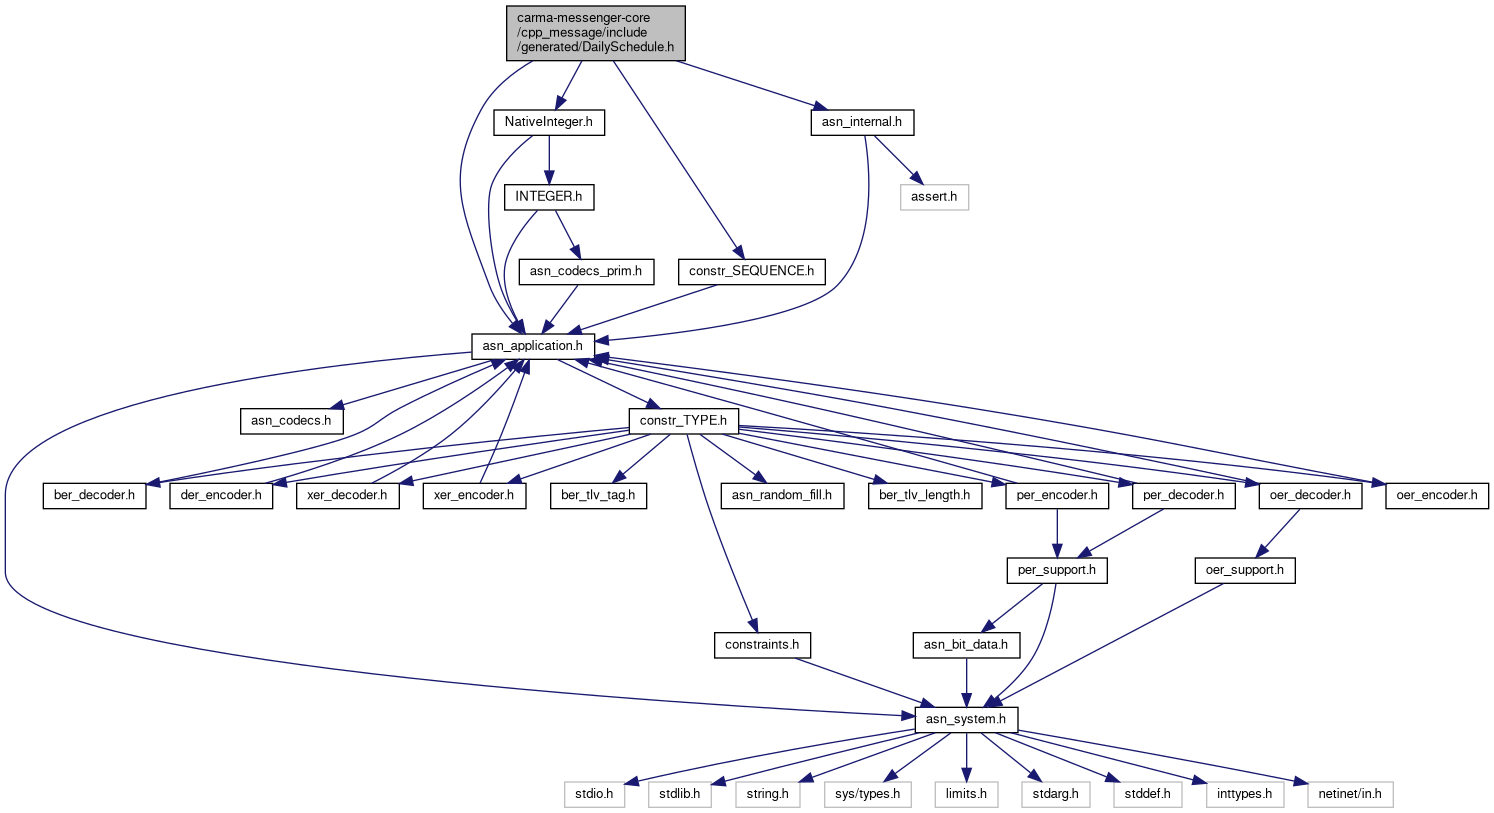 carma-messenger-core
/cpp_message/include
/generated/DailySchedule.h
NativeInteger.h
asn_internal.h
INTEGER.h
assert.h
asn_codecs_prim.h
constr_SEQUENCE.h
asn_application.h
asn_codecs.h
constr_TYPE.h
ber_decoder.h
der_encoder.h
xer_decoder.h
xer_encoder.h
ber_tlv_tag.h
asn_random_fill.h
ber_tlv_length.h
per_encoder.h
per_decoder.h
oer_decoder.h
oer_encoder.h
per_support.h
oer_support.h
constraints.h
asn_bit_data.h
asn_system.h
stdio.h
stdlib.h
string.h
sys/types.h
limits.h
stdarg.h
stddef.h
inttypes.h
netinet/in.h